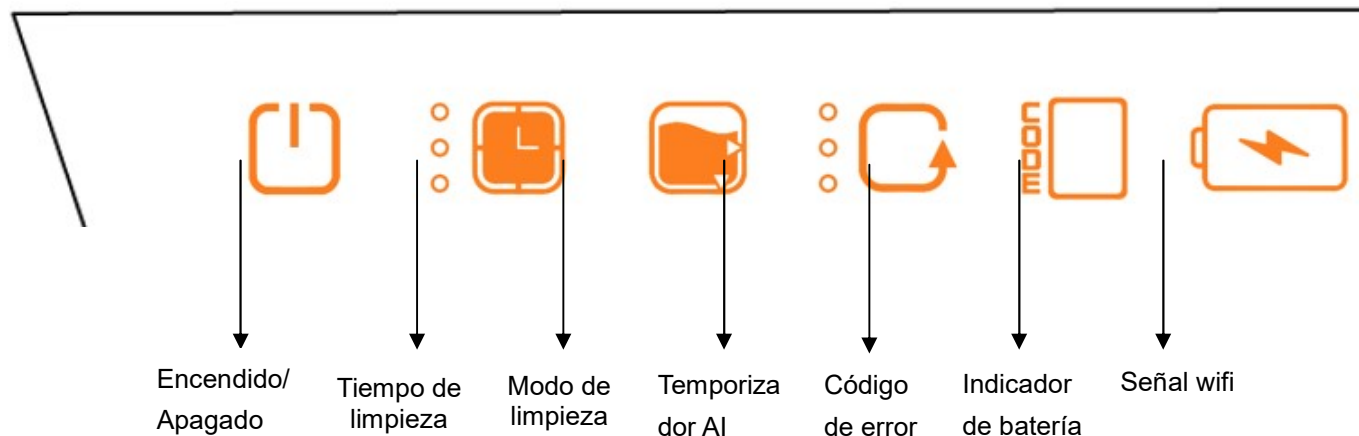 CODE
Encendido/
Apagado
Tiempo de
limpieza
Modo de
limpieza
Temporiza
dor AI
Código
de error
Indicador
de batería
Señal wifi